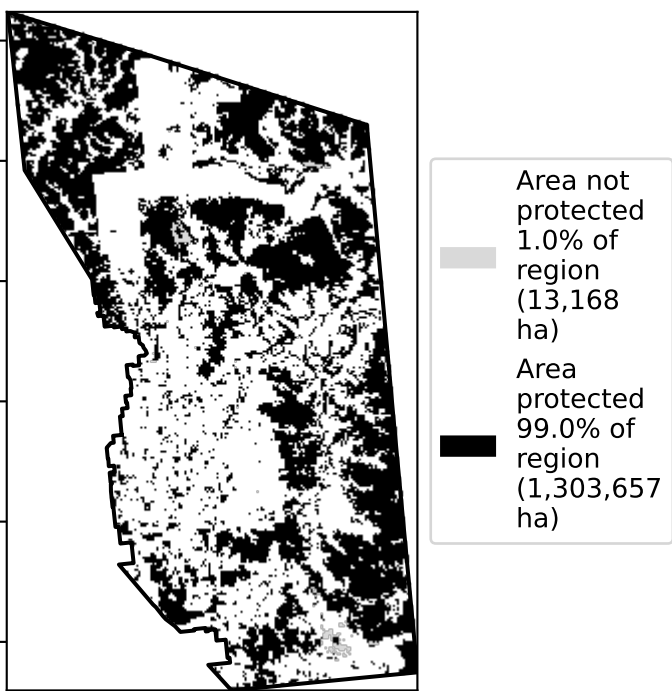 Area not
protected
1.0% of
region
(13,168
ha)
Area
protected
99.0% of
region
(1,303,657
ha)